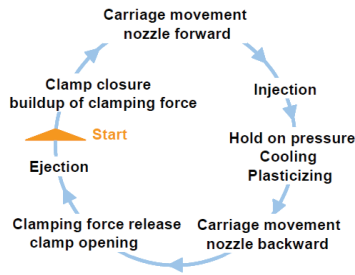 Carriage movement
nozzle forward
Clamp closure
buildup of clamping force
Injection
Start
Hold on pressure
Cooling
Plasticizing
Ejection
Clamping force release
clamp opening
Carriage movement
nozzle backward